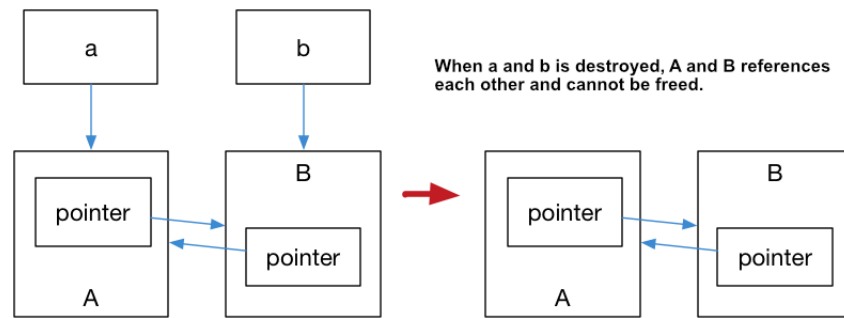 a
b
When a and b is destroyed, A and B references
each other and cannot be freed.
B
pointer
pointer
A
B
pointer
pointer
A